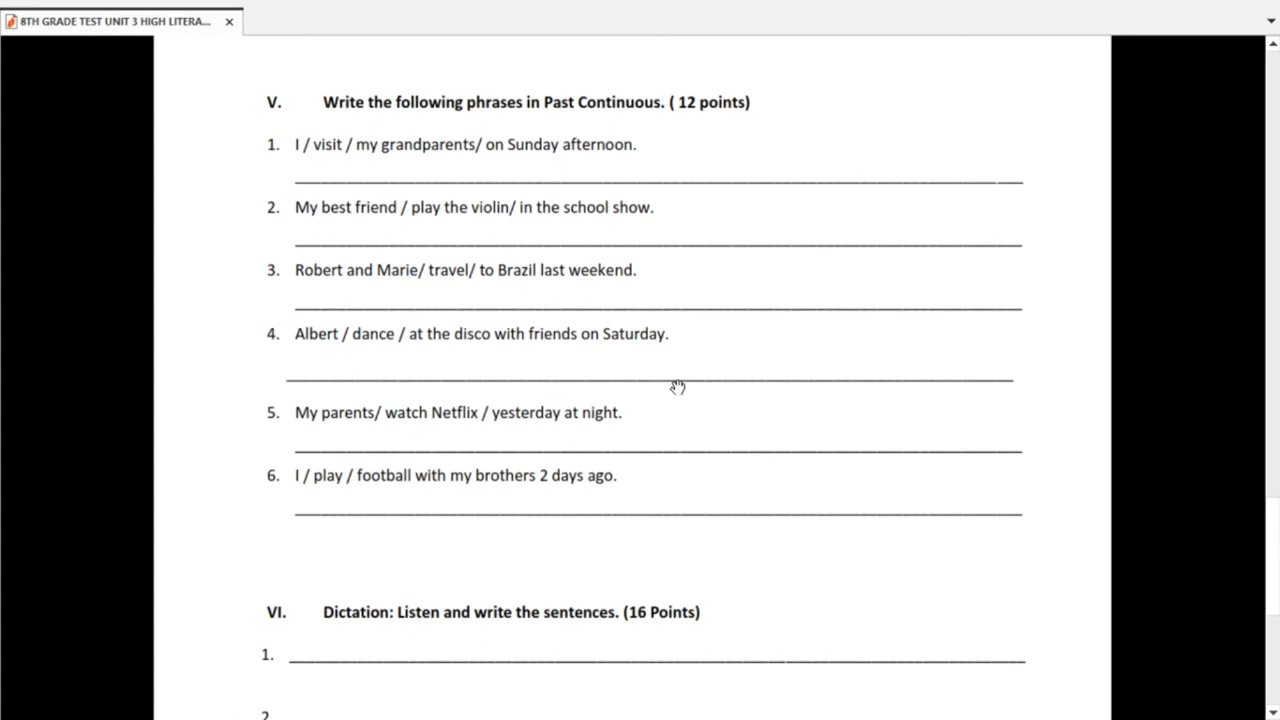 8TH GRADE TEST UNIT 3 HIGH LITERA...
V. Write the following phrases in Past Continuous. ( 12 points)
1. I / visit / my grandparents/ on Sunday afternoon.
2. My best friend / play the violin/ in the school show.
3. Robert and Marie/ travel/ to Brazil last weekend.
4. Albert / dance / at the disco with friends on Saturday.
5. My parents/ watch Netflix / yesterday at night.
6. I / play / football with my brothers 2 days ago.
VI. Dictation: Listen and write the sentences. (16 Points)
1.
2